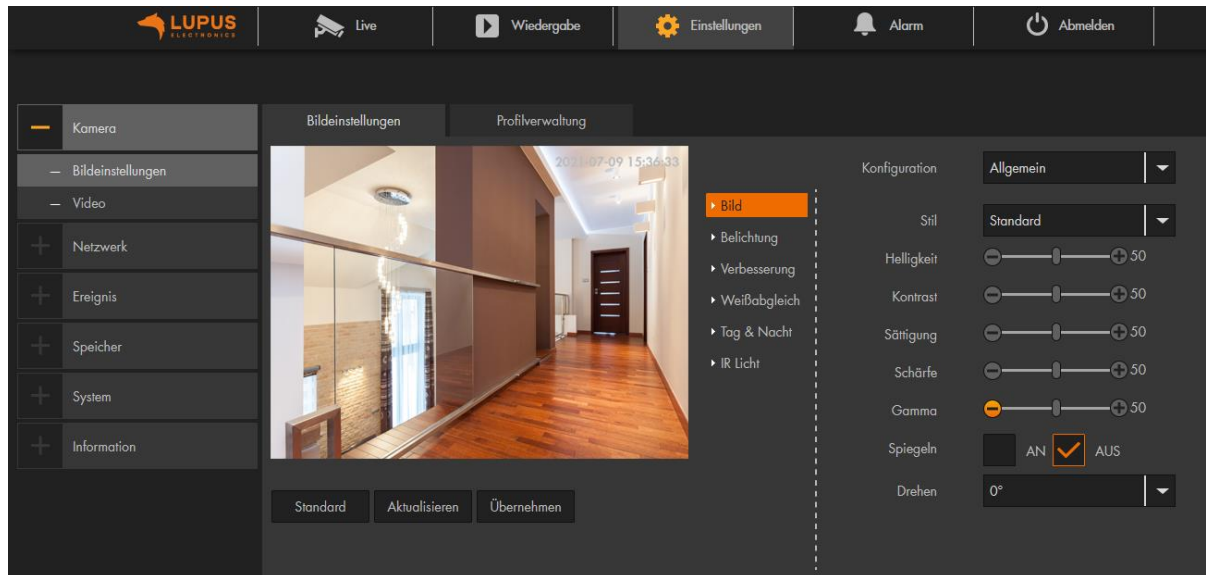 LUPUS
ELECTRONICS
Live
Wiedergabe
Einstellungen
Alarm
Abmelden
Kamera
Bildeinstellungen
Video
Netzwerk
Ereignis
Speicher
System
Information
Bildeinstellungen
Profilverwaltung
2021-07-09 15:36:33
Bild
Belichtung
Verbesserung
Weißabgleich
Tag & Nacht
IR Licht
Konfiguration Allgemein
Stil Standard
Helligkeit 50
Kontrast 50
Sättigung 50
Schärfe 50
Gamma 50
Spiegeln AN AUS
Drehen 0°
Standard
Aktualisieren
Übernehmen